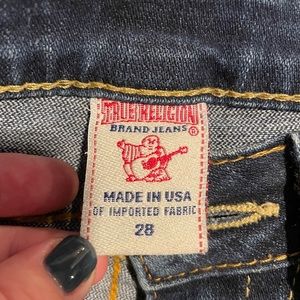 TRUE RELIGION
BRAND JEANS®
MADE IN USA
OF IMPORTED FABRIC
28